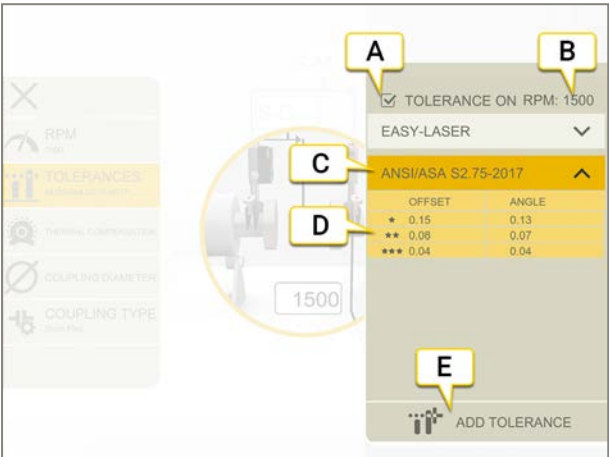 A
B
TOLERANCE ON RPM: 1500
EASY-LASER
C
ANSI/ASA S2.75-2017
OFFSET ANGLE
D
* 0.15 0.13
** 0.08 0.07
*** 0.04 0.04
E
ADD TOLERANCE
RPM
TOLERANCES
THERMAL COMPENSATION
COUPLING DIAMETER
COUPLING TYPE
S-C
1500